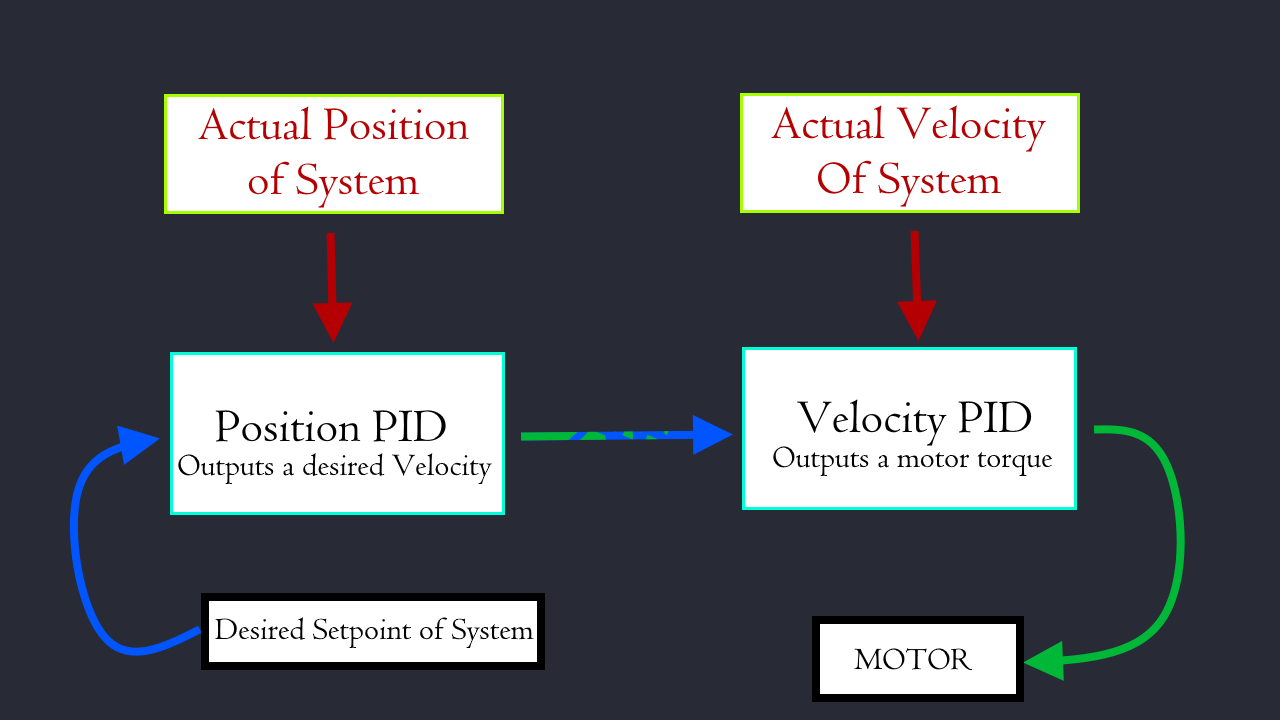 Actual Position
of System
Actual Velocity
Of System
Position PID
Outputs a desired Velocity
Velocity PID
Outputs a motor torque
Desired Setpoint of System
MOTOR